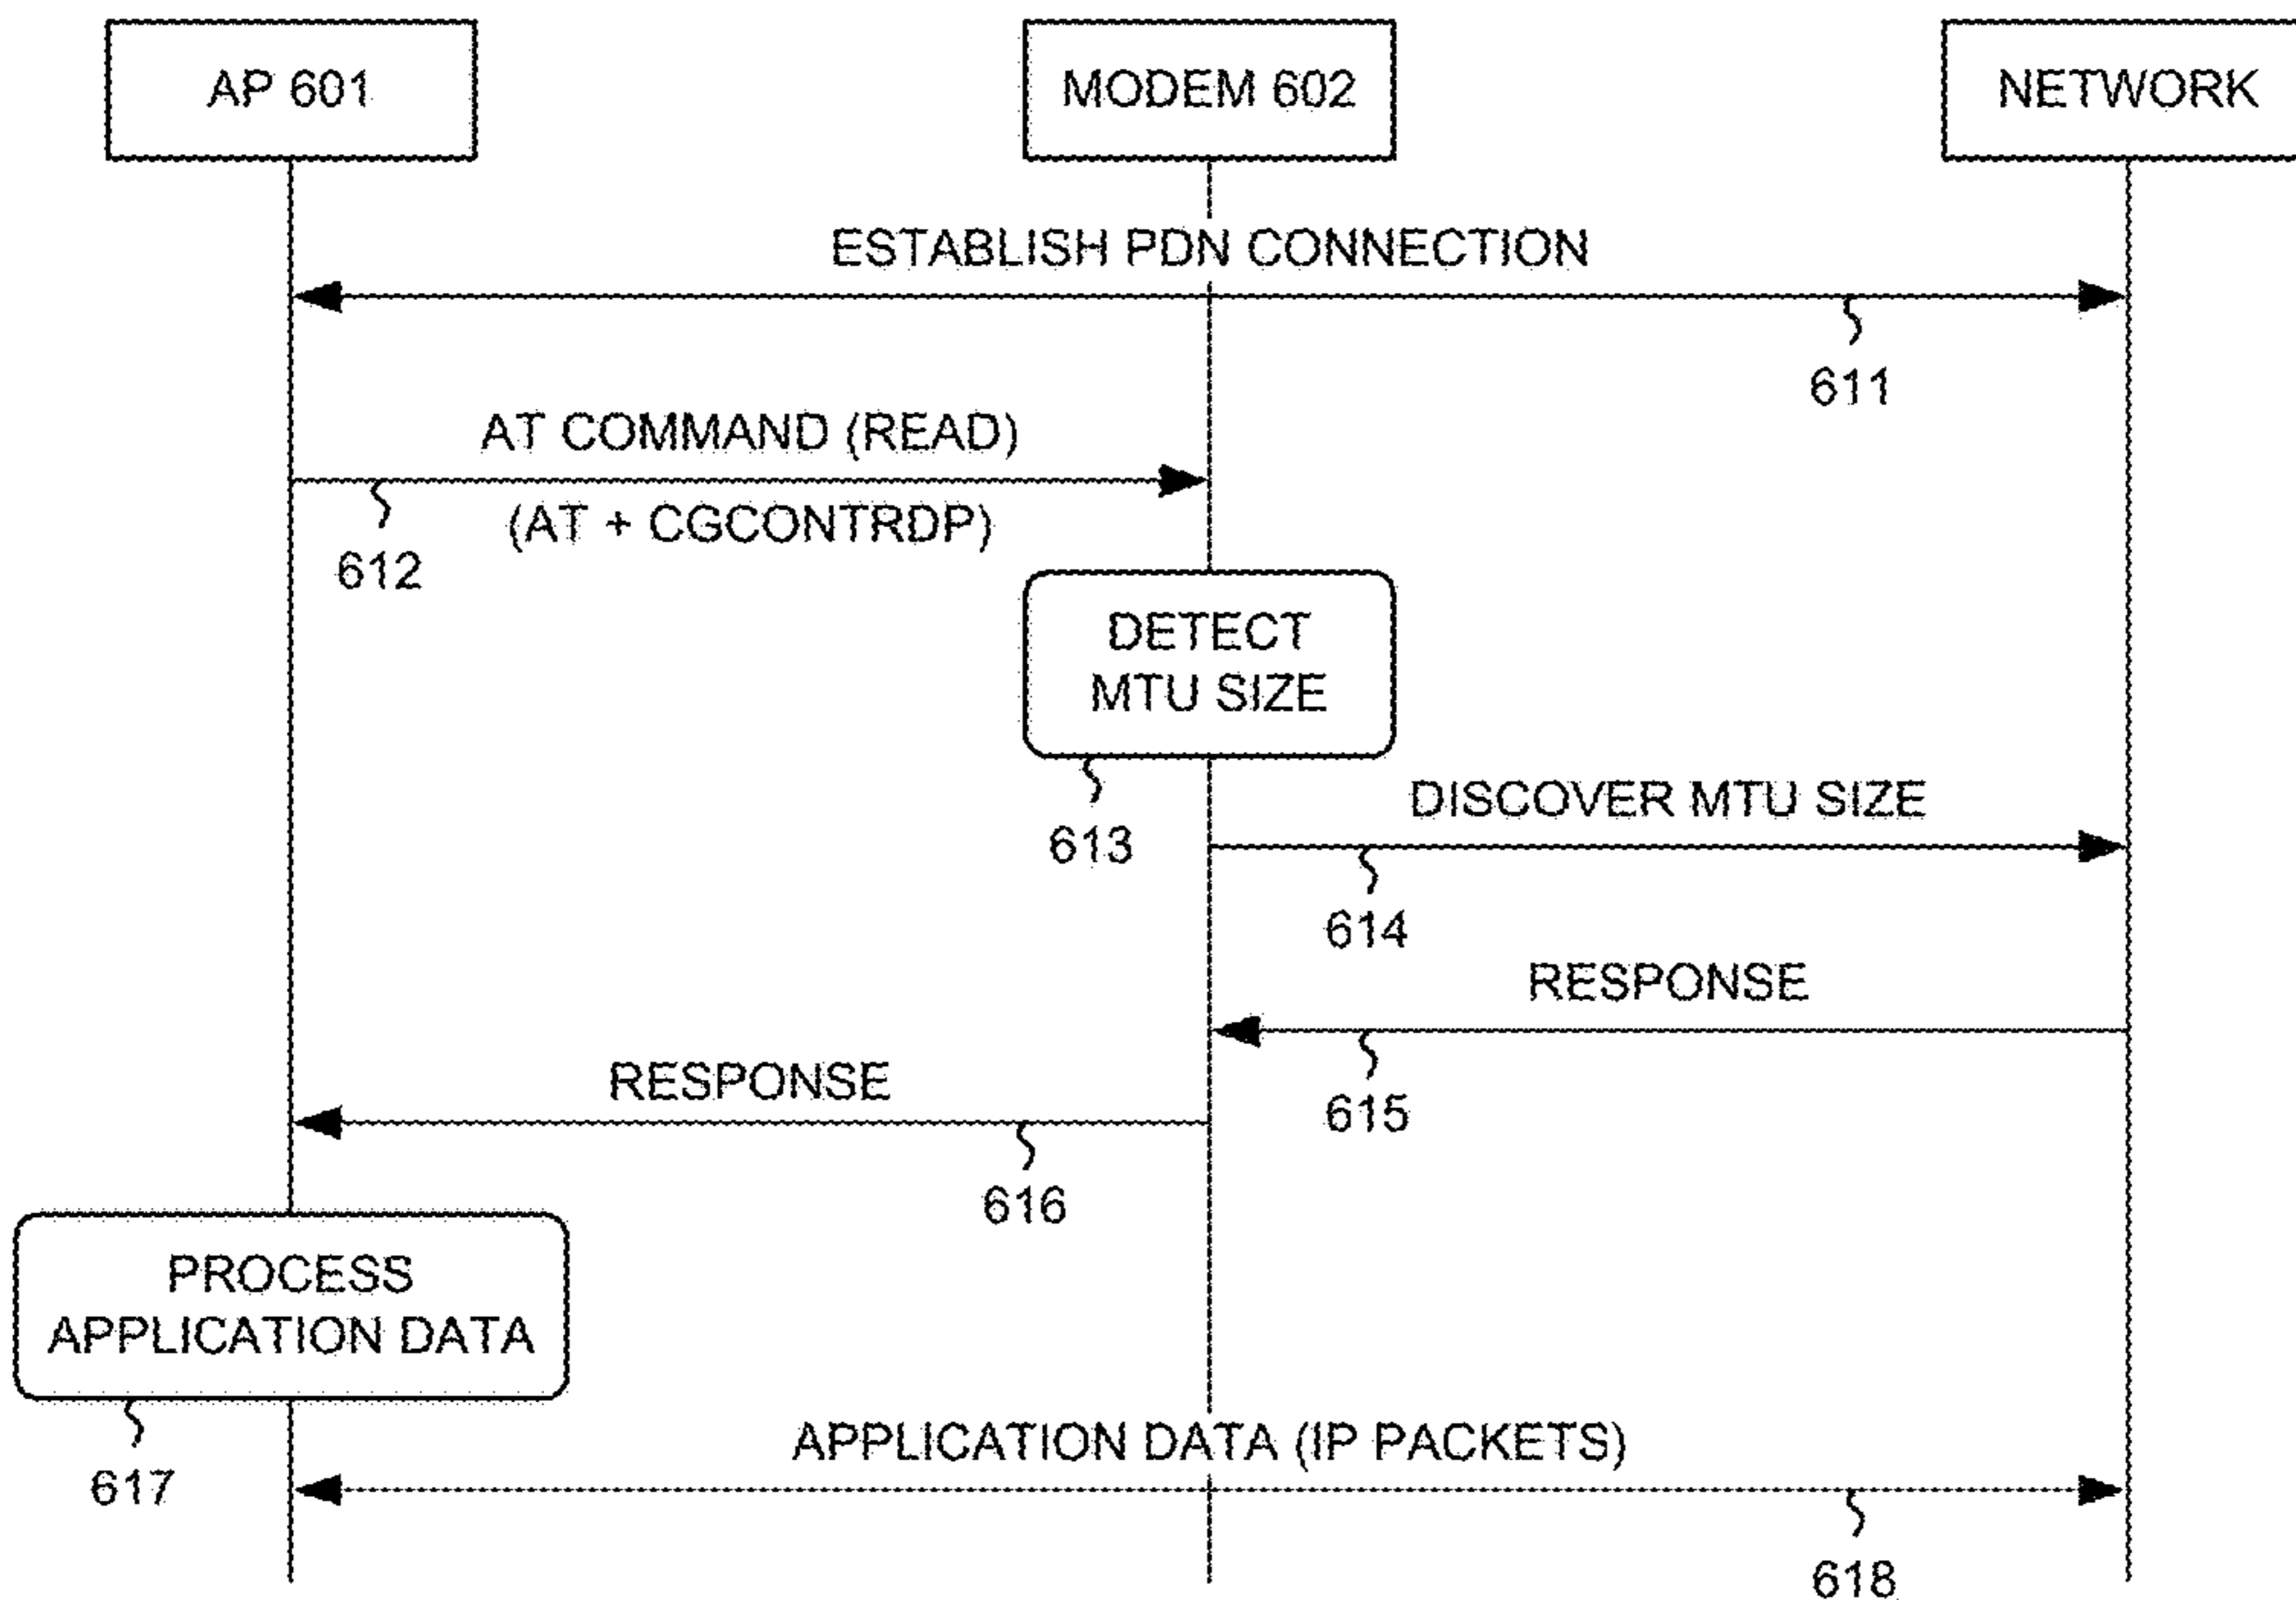 AP 601
MODEM 602
NETWORK
ESTABLISH PDN CONNECTION
611
AT COMMAND (READ)
(AT + CGCONTRDP)
612
DETECT
MTU SIZE
613
DISCOVER MTU SIZE
614
RESPONSE
615
RESPONSE
616
PROCESS
APPLICATION DATA
617
APPLICATION DATA (IP PACKETS)
618